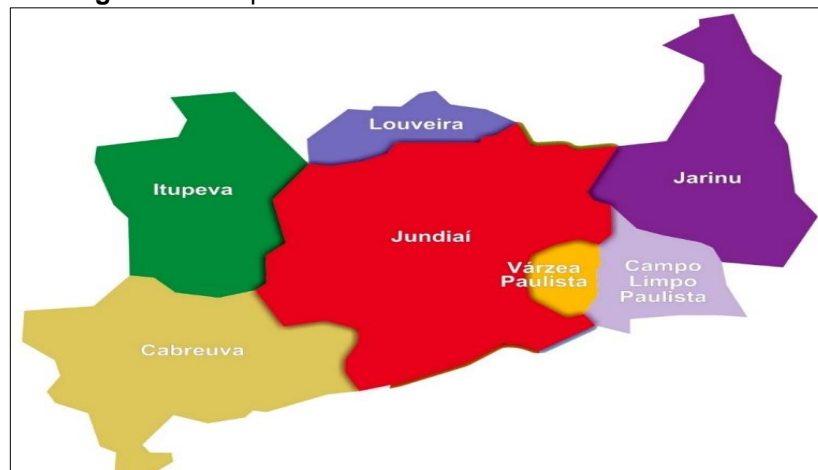 Louveira
Itupeva
Jarinu
Jundiaí
Várzea
Paulista
Campo
Limpo
Paulista
Cabreuva